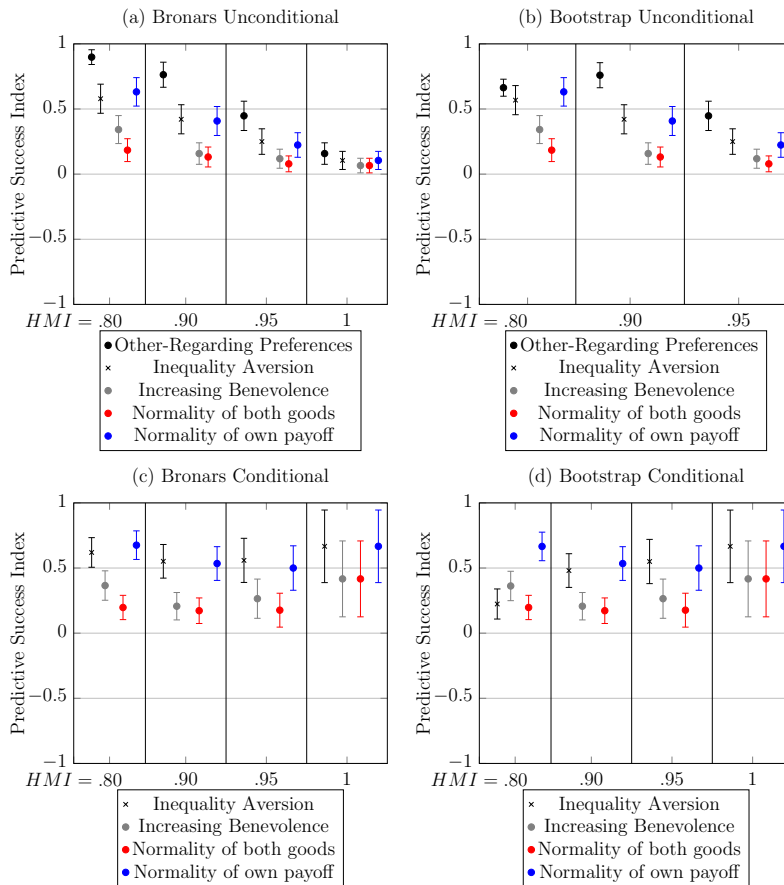 (a) Bronars Unconditional
Predictive Success Index
1
0.5
0
−0.5
−1
HMI = .80 .90 .95 1
Other-Regarding Preferences
Inequality Aversion
Increasing Benevolence
Normality of both goods
Normality of own payoff
(b) Bootstrap Unconditional
Predictive Success Index
1
0.5
0
−0.5
−1
HMI = .80 .90 .95
Other-Regarding Preferences
Inequality Aversion
Increasing Benevolence
Normality of both goods
Normality of own payoff
(c) Bronars Conditional
Predictive Success Index
1
0.5
0
−0.5
−1
HMI = .80 .90 .95 1
Inequality Aversion
Increasing Benevolence
Normality of both goods
Normality of own payoff
(d) Bootstrap Conditional
Predictive Success Index
1
0.5
0
−0.5
−1
HMI = .80 .90 .95 1
Inequality Aversion
Increasing Benevolence
Normality of both goods
Normality of own payoff